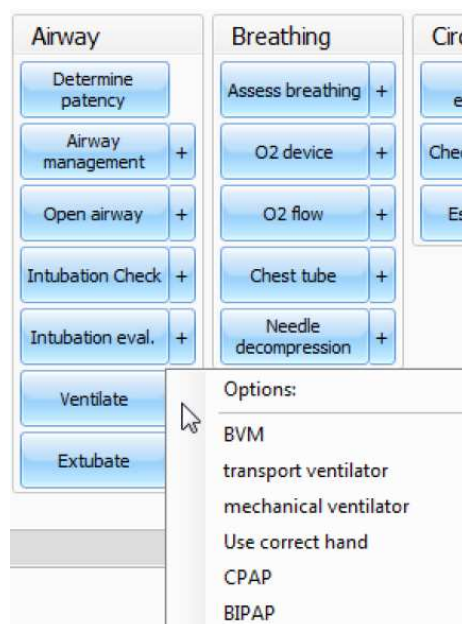 Airway
Determine
patency
Airway
management +
Open airway +
Intubation Check +
Intubation eval. +
Ventilate
Extubate
Breathing
Assess breathing +
O2 device +
O2 flow +
Chest tube +
Needle
decompression +
Options:
BVM
transport ventilator
mechanical ventilator
Use correct hand
CPAP
BIPAP